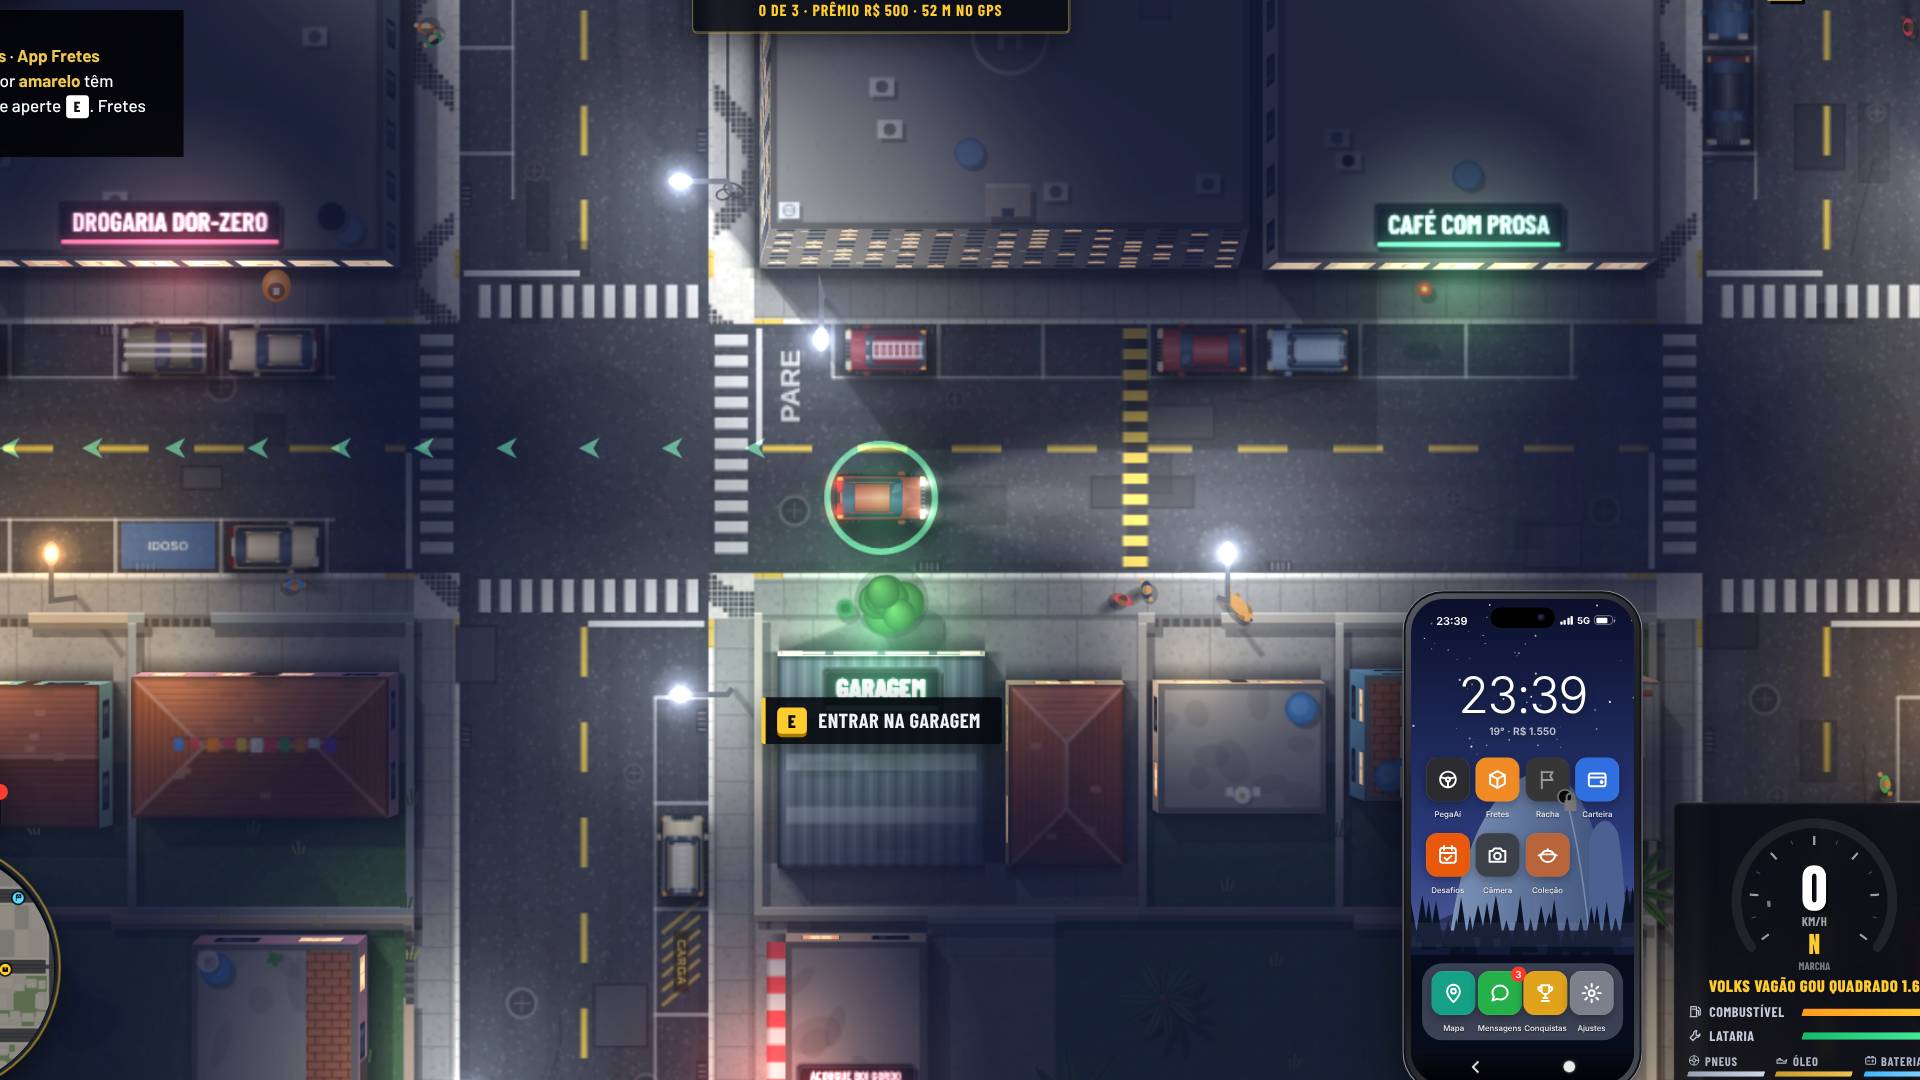 0 DE 3 · PRÊMIO R$ 500 · 52 M NO GPS
s · App Fretes
or amarelo têm
e aperte E. Fretes
DROGARIA DOR-ZERO
CAFÉ COM PROSA
PARE
IDOSO
GARAGEM
E ENTRAR NA GARAGEM
CARGA
AÇOUGUE BOI GORDO
23:39 5G
23:39
19° · R$ 1.550
PegaAí Fretes Racha Carteira
Desafios Câmera Coleção
3
Mapa Mensagens Conquistas Ajustes
0
KM/H
N
MARCHA
VOLKS VAGÃO GOU QUADRADO 1.6
COMBUSTÍVEL
LATARIA
PNEUS ÓLEO BATERIA